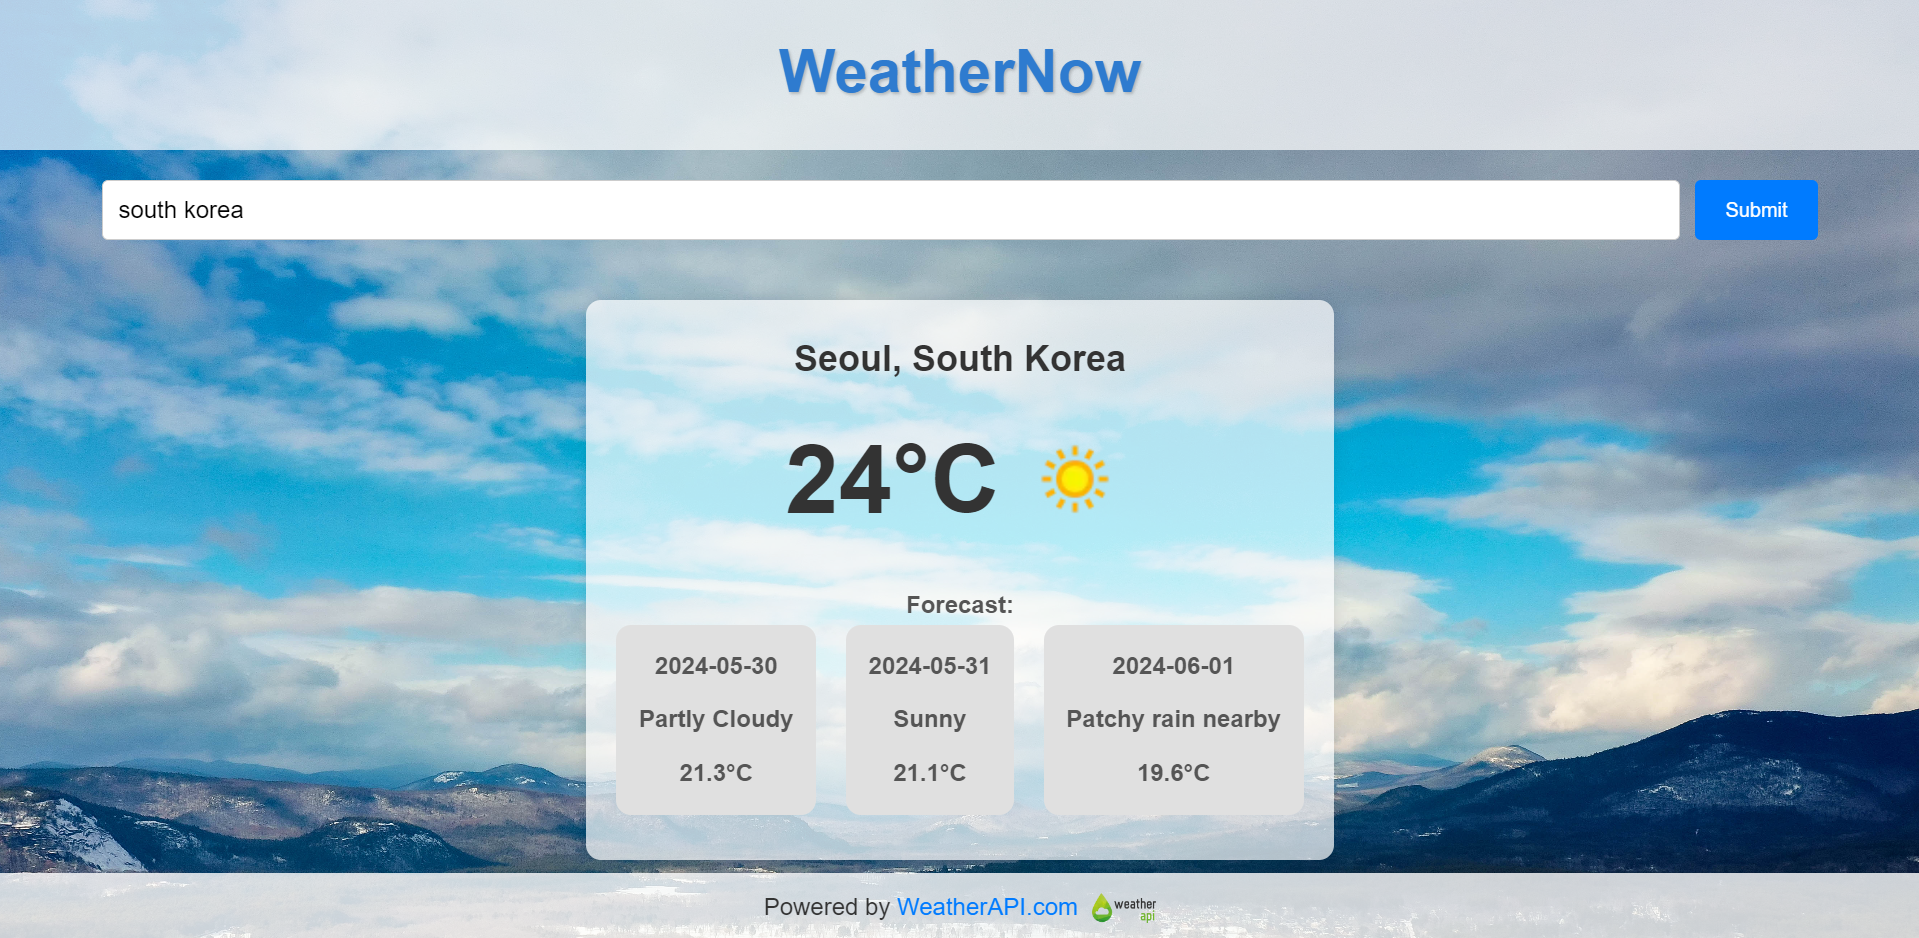 WeatherNow
south korea
Submit
Seoul, South Korea
24°C
Forecast:
2024-05-30
Partly Cloudy
21.3°C
2024-05-31
Sunny
21.1°C
2024-06-01
Patchy rain nearby
19.6°C
Powered by WeatherAPI.com
weather
api